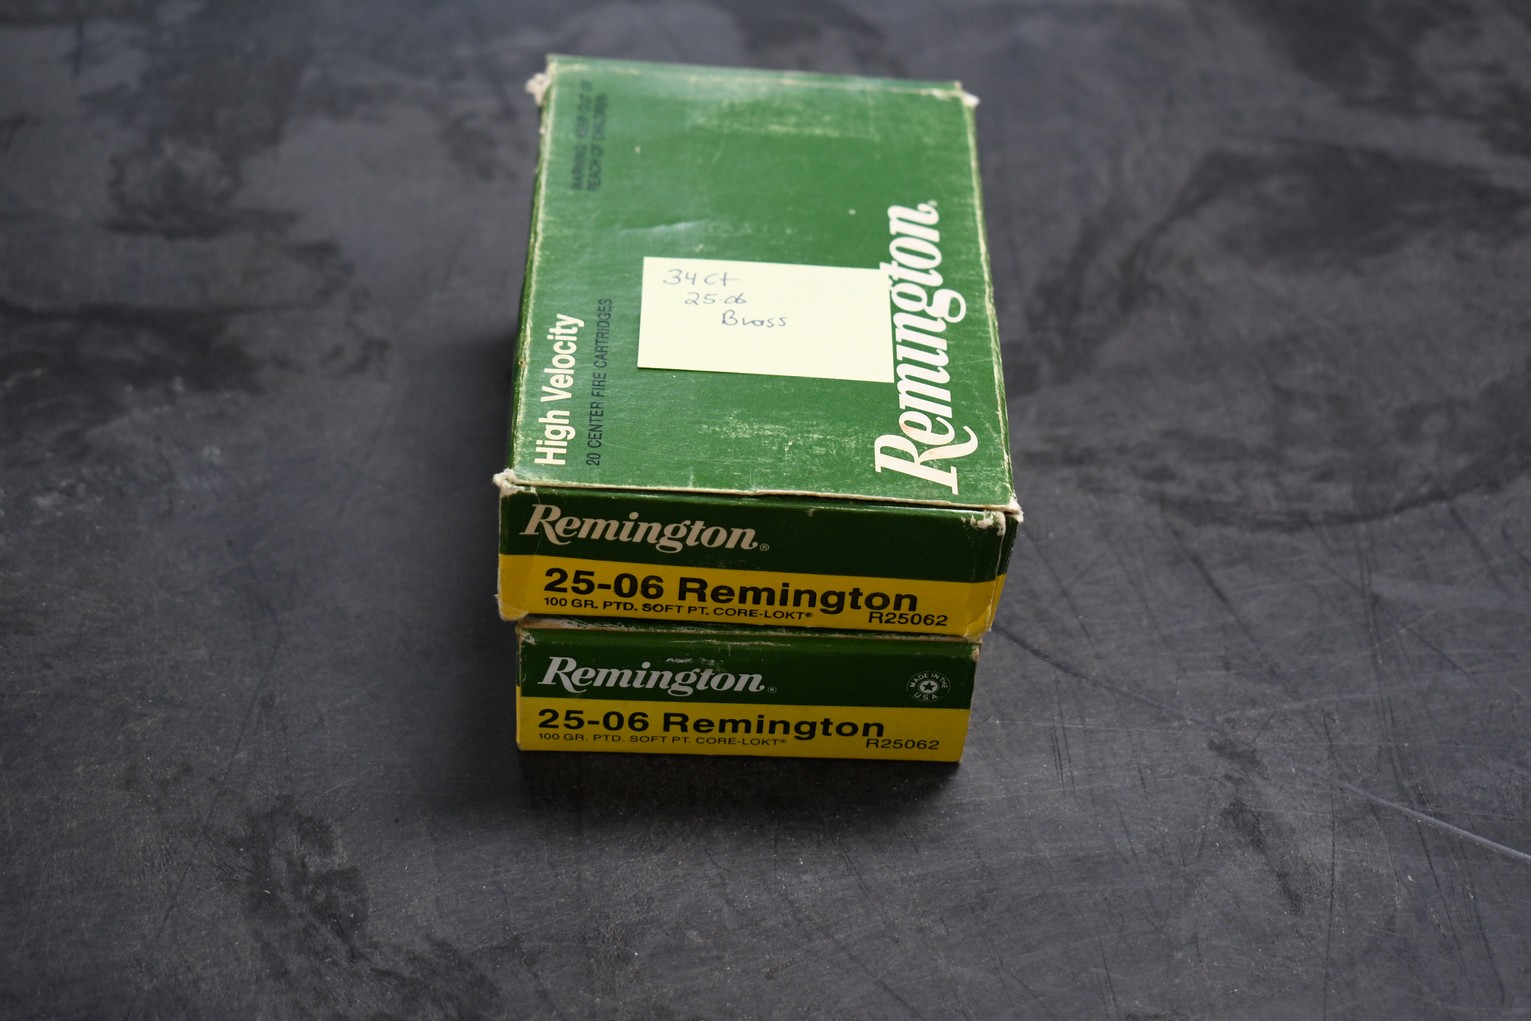 WARNING: KEEP OUT OF
REACH OF CHILDREN
34 Ct
25-06
Brass
High Velocity
20 CENTER FIRE CARTRIDGES
Remington®
Remington®
25-06 Remington
100 GR. PTD. SOFT PT. CORE-LOKT®
R25062
Remington®
MADE IN THE U.S.A.
25-06 Remington
100 GR. PTD. SOFT PT. CORE-LOKT®
R25062